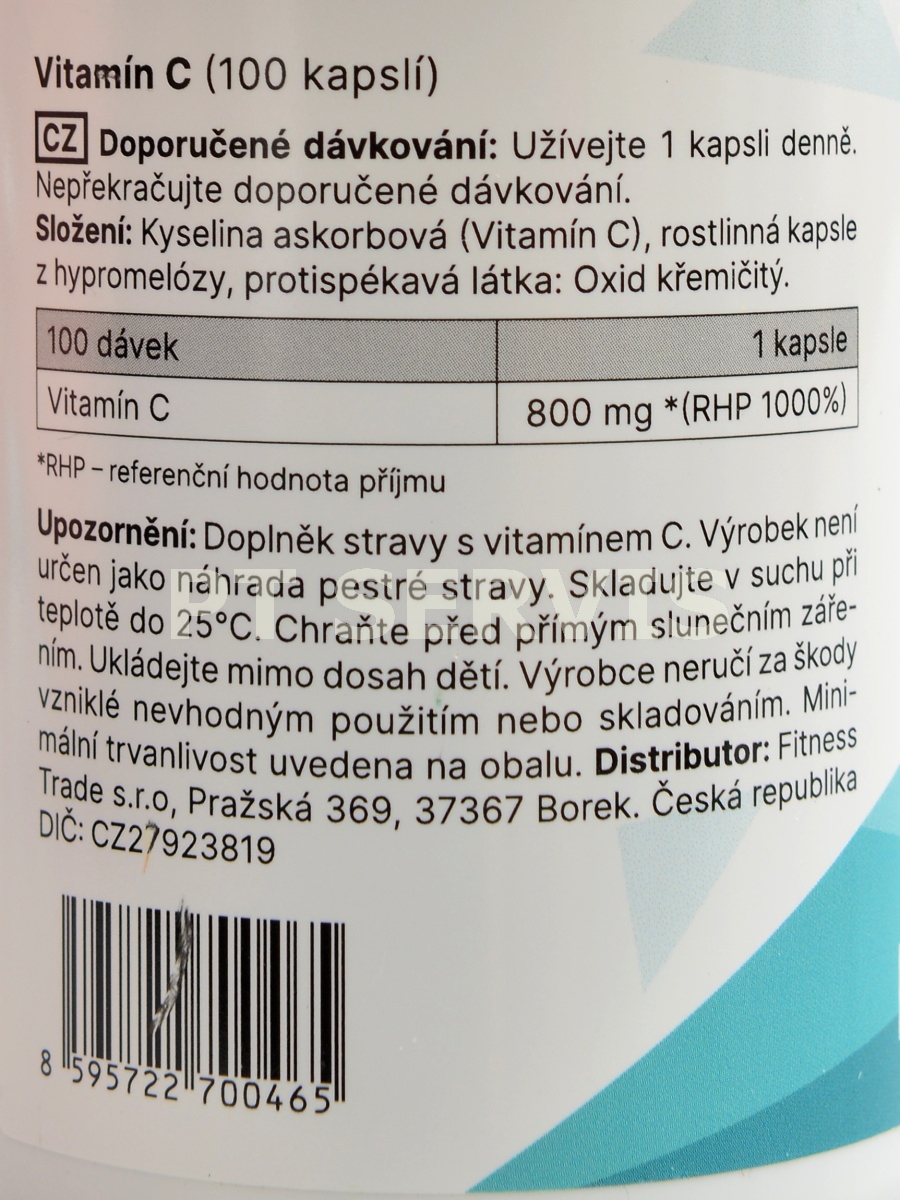 Vitamín C (100 kapslí)
CZ Doporučené dávkování: Užívejte 1 kapsli denně.
Nepřekračujte doporučené dávkování.
Složení: Kyselina askorbová (Vitamín C), rostlinná kapsle
z hypromelózy, protispékavá látka: Oxid křemičitý.
100 dávek 1 kapsle
Vitamín C 800 mg *(RHP 1000%)
*RHP – referenční hodnota příjmu
Upozornění: Doplněk stravy s vitamínem C. Výrobek není
určen jako náhrada pestré stravy. Skladujte v suchu při
teplotě do 25°C. Chraňte před přímým slunečním záře-
ním. Ukládejte mimo dosah dětí. Výrobce neručí za škody
vzniklé nevhodným použitím nebo skladováním. Mini-
mální trvanlivost uvedena na obalu. Distributor: Fitness
Trade s.r.o, Pražská 369, 37367 Borek. Česká republika
DIČ: CZ27923819
8 595722 700465
PT SERVIS